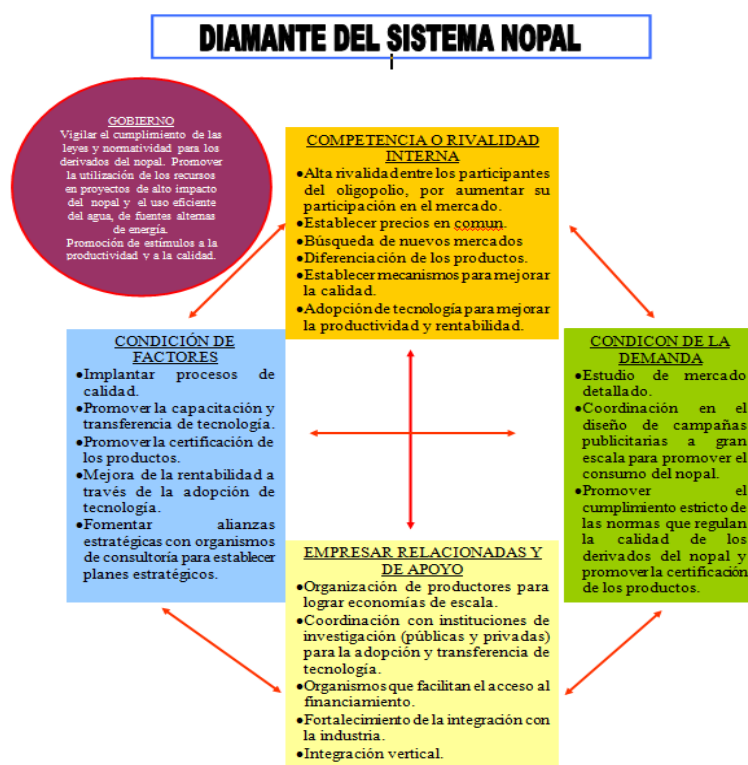 DIAMANTE DEL SISTEMA NOPAL
GOBIERNO
Vigilar el cumplimiento de las
leyes y normatividad para los
derivados del nopal. Promover
la utilización de los recursos
en proyectos de alto impacto
del nopal y el uso eficiente
del agua, de fuentes alternas
de energía.
Promoción de estímulos a la
productividad y a la calidad.
COMPETENCIA O RIVALIDAD
INTERNA
•Alta rivalidad entre los participantes
del oligopolio, por aumentar su
participación en el mercado.
•Establecer precios en comun.
•Búsqueda de nuevos mercados
•Diferenciación de los productos.
•Establecer mecanismos para mejorar
la calidad.
•Adopción de tecnología para mejorar
la productividad y rentabilidad.
CONDICIÓN DE
FACTORES
•Implantar procesos de
calidad.
•Promover la capacitación y
transferencia de tecnología.
•Promover la certificación de
los productos.
•Mejora de la rentabilidad a
través de la adopción de
tecnología.
•Fomentar alianzas
estratégicas con organismos
de consultoría para establecer
planes estratégicos.
CONDICON DE LA
DEMANDA
•Estudio de mercado
detallado.
•Coordinación en el
diseño de campañas
publicitarias a gran
escala para promover el
consumo del nopal.
•Promover el
cumplimiento estricto de
las normas que regulan
la calidad de los
derivados del nopal y
promover la certificación
de los productos.
EMPRESAR RELACIONADAS Y
DE APOYO
•Organización de productores para
lograr economías de escala.
•Coordinación con instituciones de
investigación (públicas y privadas)
para la adopción y transferencia de
tecnología.
•Organismos que facilitan el acceso al
financiamiento.
•Fortalecimiento de la integración con
la industria.
•Integración vertical.